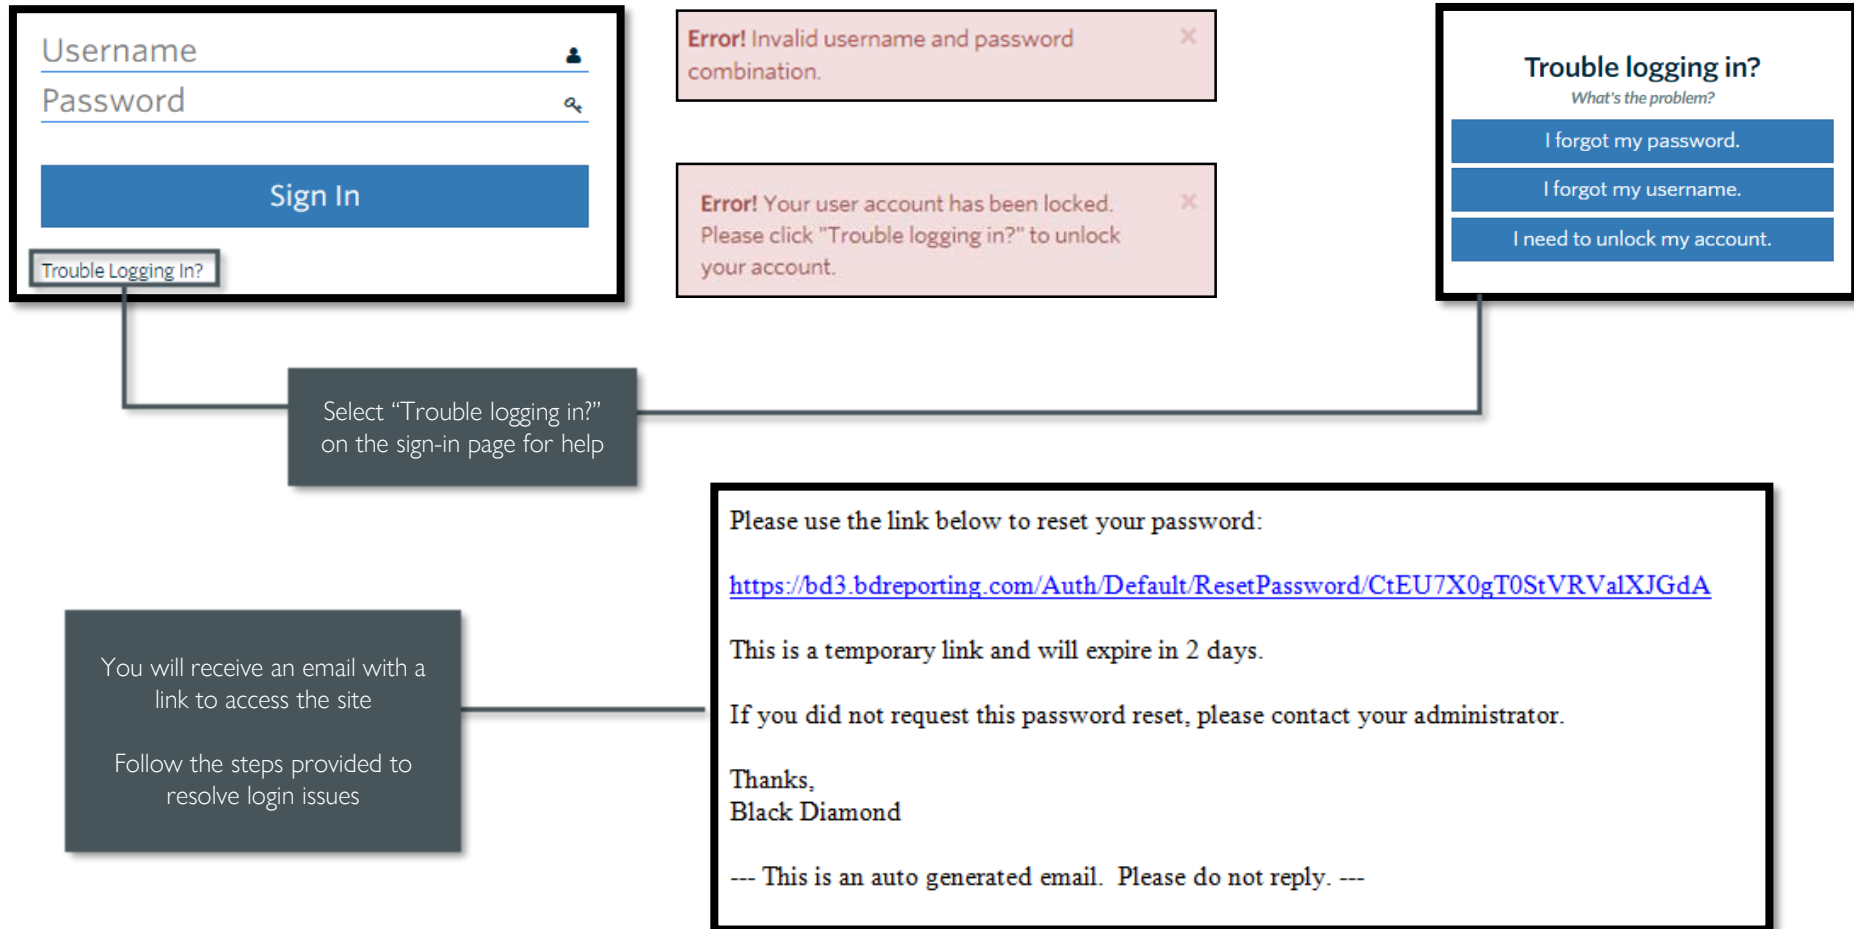 Username
Password
Sign In
Trouble Logging In?
Error! Invalid username and password
combination.
Error! Your user account has been locked.
Please click "Trouble logging in?" to unlock
your account.
Trouble logging in?
What's the problem?
I forgot my password.
I forgot my username.
I need to unlock my account.
Select “Trouble logging in?”
on the sign-in page for help
You will receive an email with a
link to access the site
Follow the steps provided to
resolve login issues
Please use the link below to reset your password:
https://bd3.bdreporting.com/Auth/Default/ResetPassword/CtEU7X0gT0StVRValXJGdA
This is a temporary link and will expire in 2 days.
If you did not request this password reset, please contact your administrator.
Thanks,
Black Diamond
--- This is an auto generated email.  Please do not reply. ---